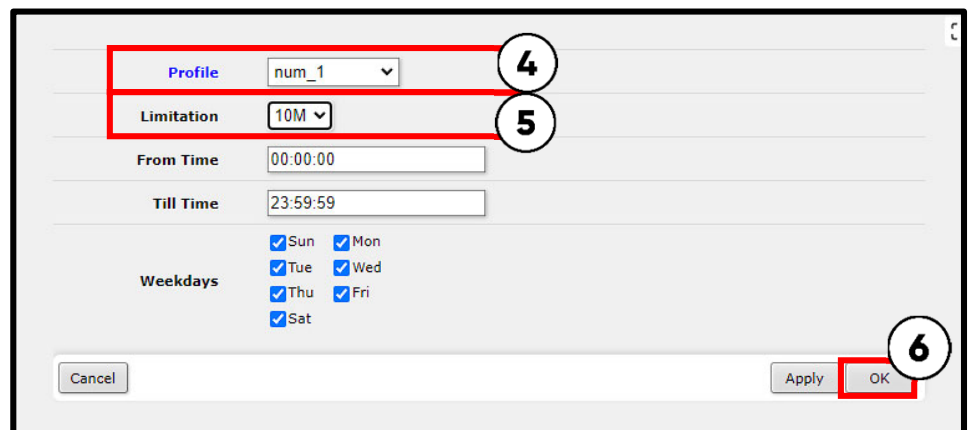 Profile num_1 4
Limitation 10M 5
From Time 00:00:00
Till Time 23:59:59
Weekdays
Sun Mon
Tue Wed
Thu Fri
Sat
6
Cancel Apply OK